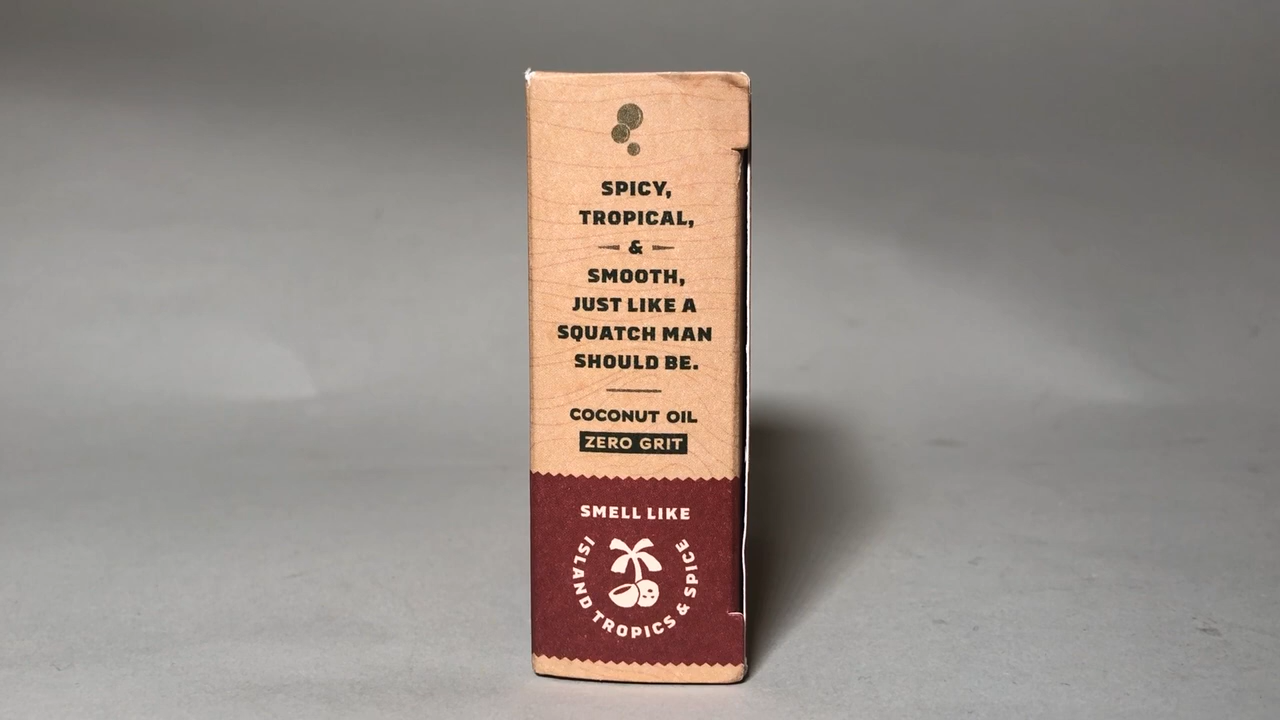 SPICY,
TROPICAL,
&
SMOOTH,
JUST LIKE A
SQUATCH MAN
SHOULD BE.
COCONUT OIL
ZERO GRIT
SMELL LIKE
ISLAND TROPICS & SPICE